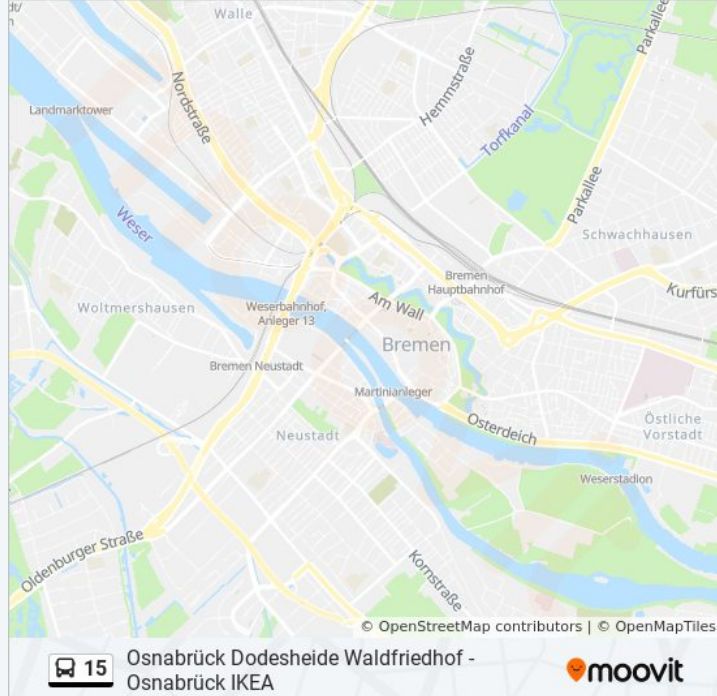 dt/
Walle
Parkallee
Hemmstraße
Nordstraße
Landmarktower
Torfkanal
Parkallee
Weser
Schwachhausen
Bremen
Hauptbahnhof
Kurfürs
Woltmershausen
Weserbahnhof,
Anleger 13
Am Wall
Bremen
Bremen Neustadt
Martinianleger
Neustadt
Osterdeich
Östliche
Vorstadt
Weserstadion
Oldenburger Straße
Kornstraße
© OpenStreetMap contributors | © OpenMapTiles
15
Osnabrück Dodesheide Waldfriedhof -
Osnabrück IKEA
moovit